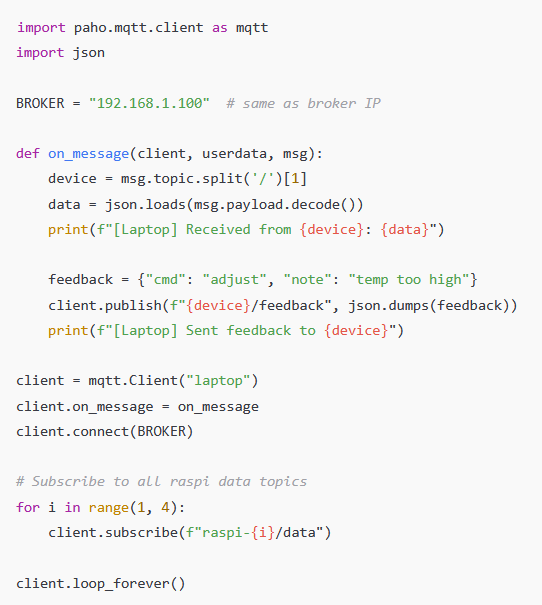 import paho.mqtt.client as mqtt
import json

BROKER = "192.168.1.100"  # same as broker IP

def on_message(client, userdata, msg):
    device = msg.topic.split('/')[1]
    data = json.loads(msg.payload.decode())
    print(f"[Laptop] Received from {device}: {data}")

    feedback = {"cmd": "adjust", "note": "temp too high"}
    client.publish(f"{device}/feedback", json.dumps(feedback))
    print(f"[Laptop] Sent feedback to {device}")

client = mqtt.Client("laptop")
client.on_message = on_message
client.connect(BROKER)

# Subscribe to all raspi data topics
for i in range(1, 4):
    client.subscribe(f"raspi-{i}/data")

client.loop_forever()